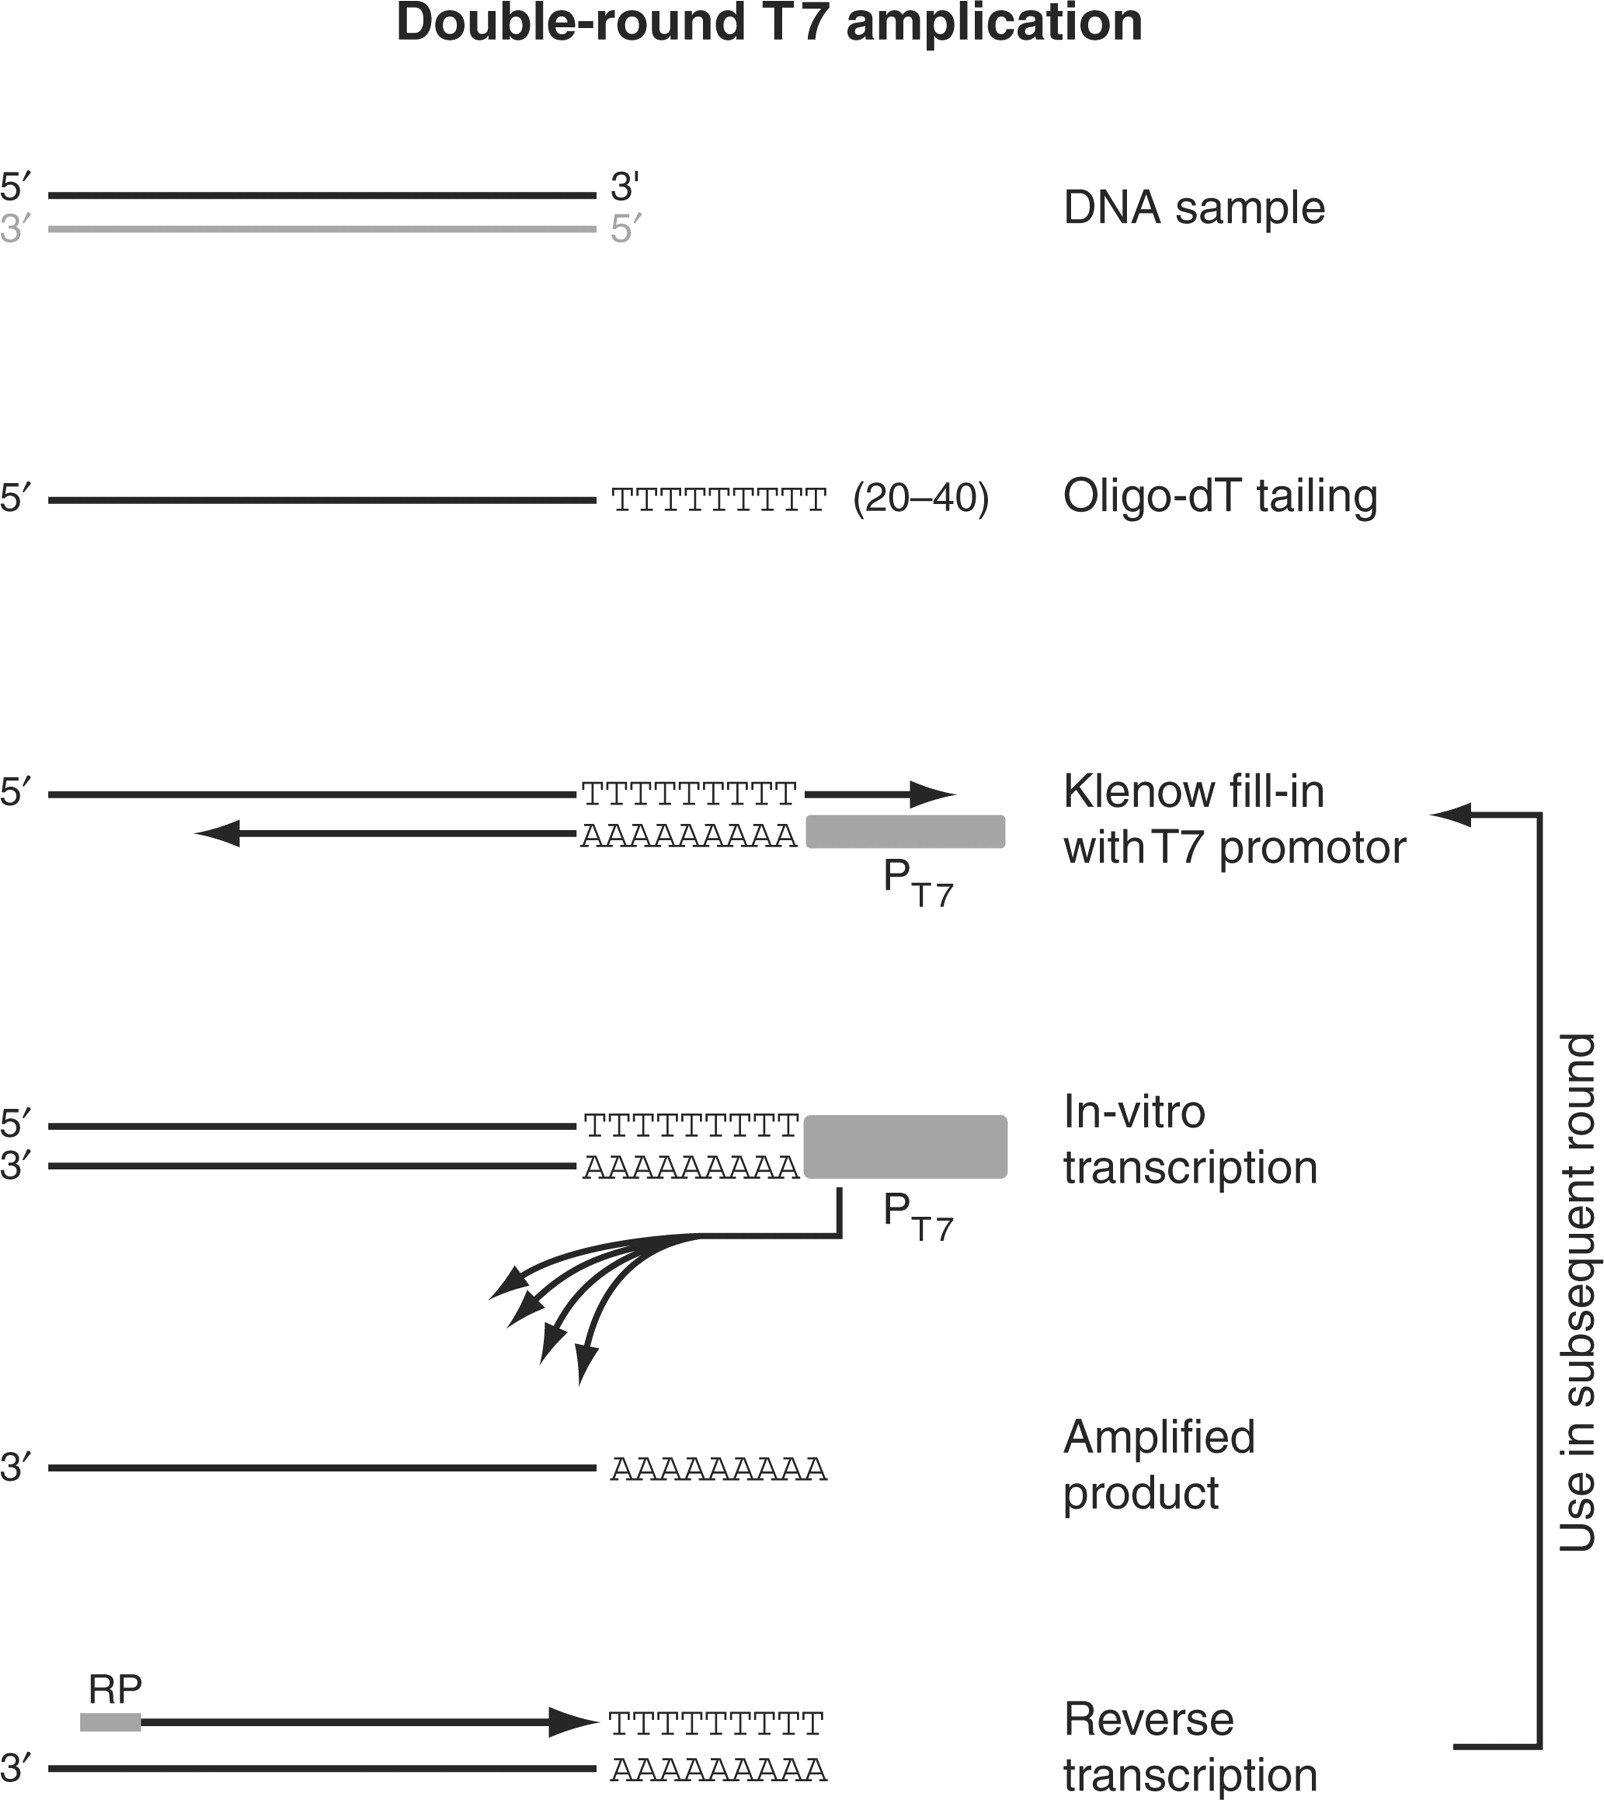 Double-round T7 amplication
5′ 3'
3′ 5′
DNA sample
5′ TTTTTTTTT (20–40) Oligo-dT tailing
5′ TTTTTTTTT
AAAAAAAAA
PT7
Klenow fill-in
with T7 promotor
5′ TTTTTTTTT
3′ AAAAAAAAA
PT7
In-vitro
transcription
3′ AAAAAAAAA
Amplified
product
RP
TTTTTTTTT
3′ AAAAAAAAA
Reverse
transcription
Use in subsequent round